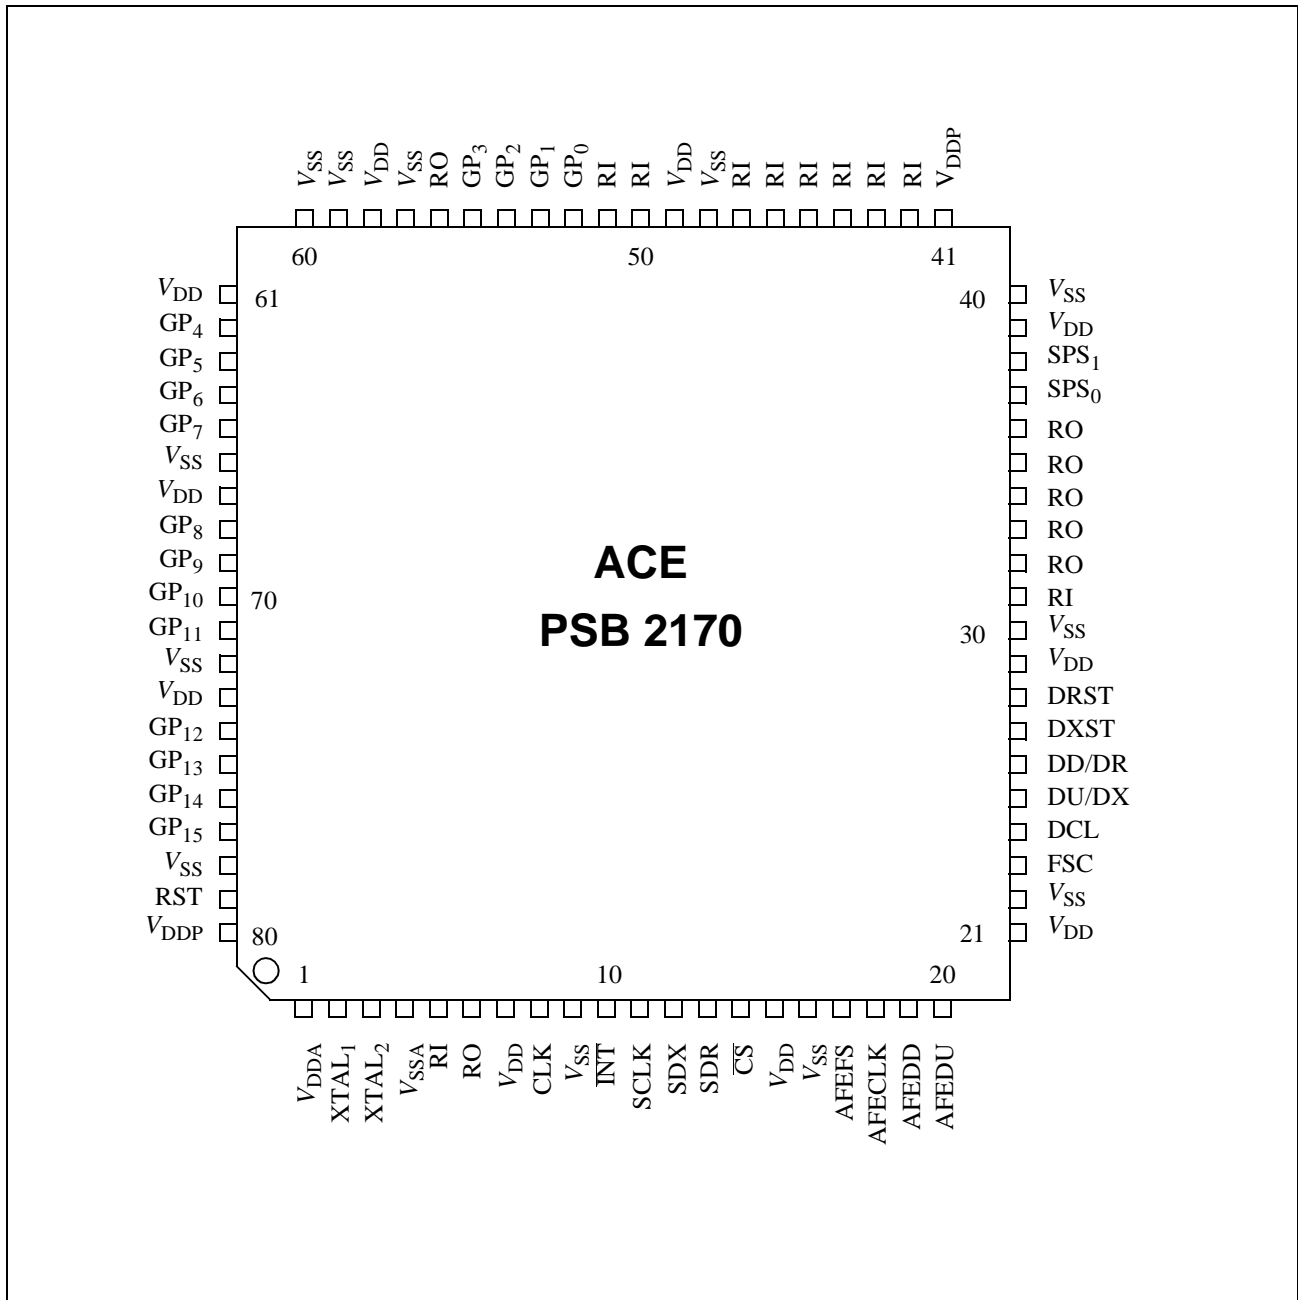 VSS VSS VDD VSS RO GP3 GP2 GP1 GP0 RI RI VDD VSS RI RI RI RI RI RI VDDP
60 50 41
VDD 61 40 VSS
GP4 VDD
GP5 SPS1
GP6 SPS0
GP7 RO
VSS RO
VDD RO
GP8 RO
GP9 RO
ACE
GP10 70 RI
GP11 30 VSS
PSB 2170
VSS VDD
VDD DRST
GP12 DXST
GP13 DD/DR
GP14 DU/DX
GP15 DCL
VSS FSC
RST VSS
VDDP 80 21 VDD
1 10 20
VDDA XTAL1 XTAL2 VSSA RI RO VDD CLK VSS INT SCLK SDX SDR CS VDD VSS AFEFS AFECLK AFEDD AFEDU